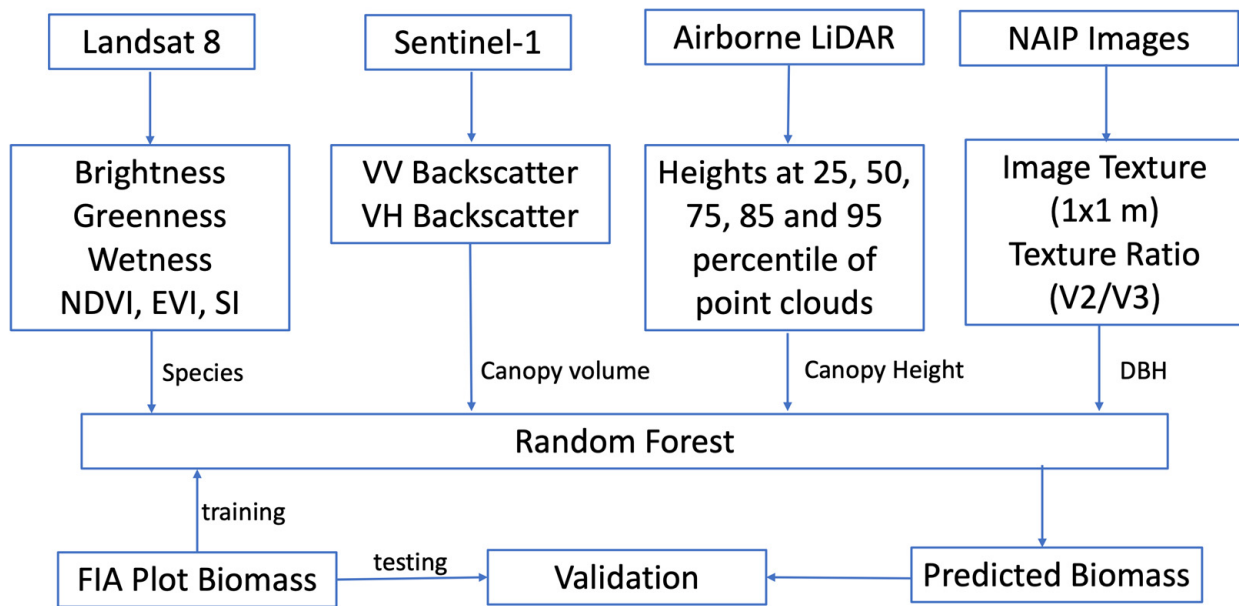 Landsat 8
Sentinel-1
Airborne LiDAR
NAIP Images
Brightness
Greenness
Wetness
NDVI, EVI, SI
VV Backscatter
VH Backscatter
Heights at 25, 50,
75, 85 and 95
percentile of
point clouds
Image Texture
(1x1 m)
Texture Ratio
(V2/V3)
Species
Canopy volume
Canopy Height
DBH
Random Forest
training
testing
FIA Plot Biomass
Validation
Predicted Biomass